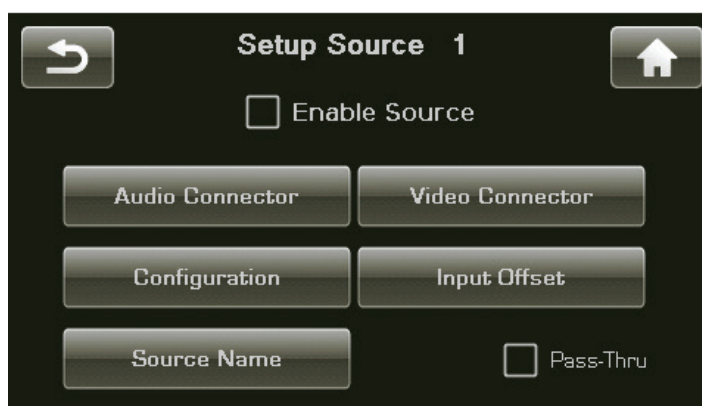 Setup Source 1
Enable Source
Audio Connector
Video Connector
Configuration
Input Offset
Source Name
Pass-Thru